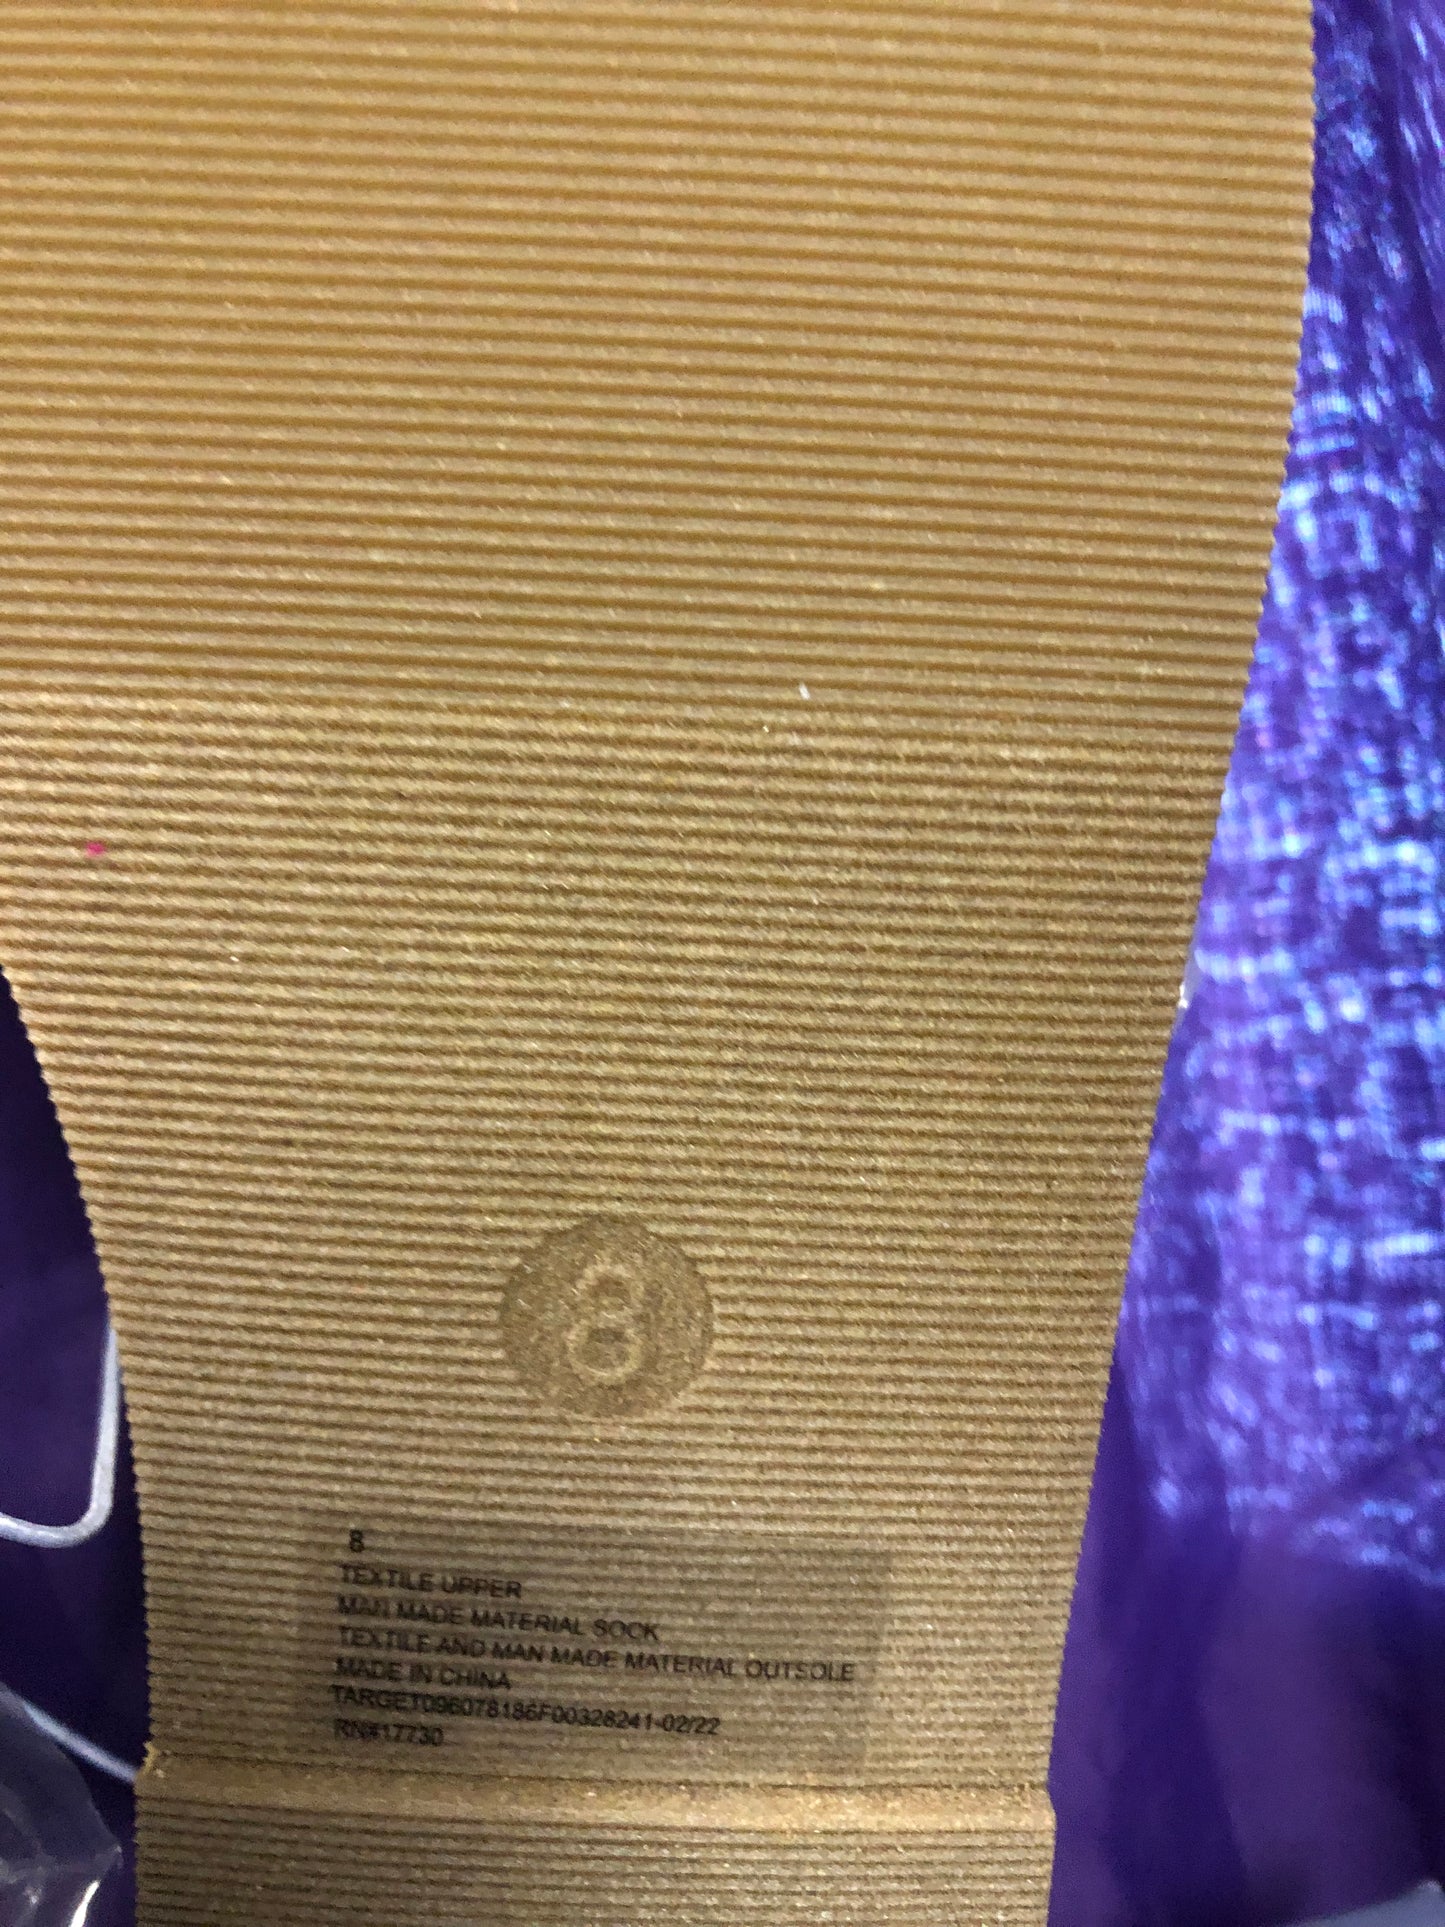 8
8
TEXTILE UPPER
MAN MADE MATERIAL SOCK
TEXTILE AND MAN MADE MATERIAL OUTSOLE
MADE IN CHINA
TARGET096078186F00328241-02/22
RN#17730